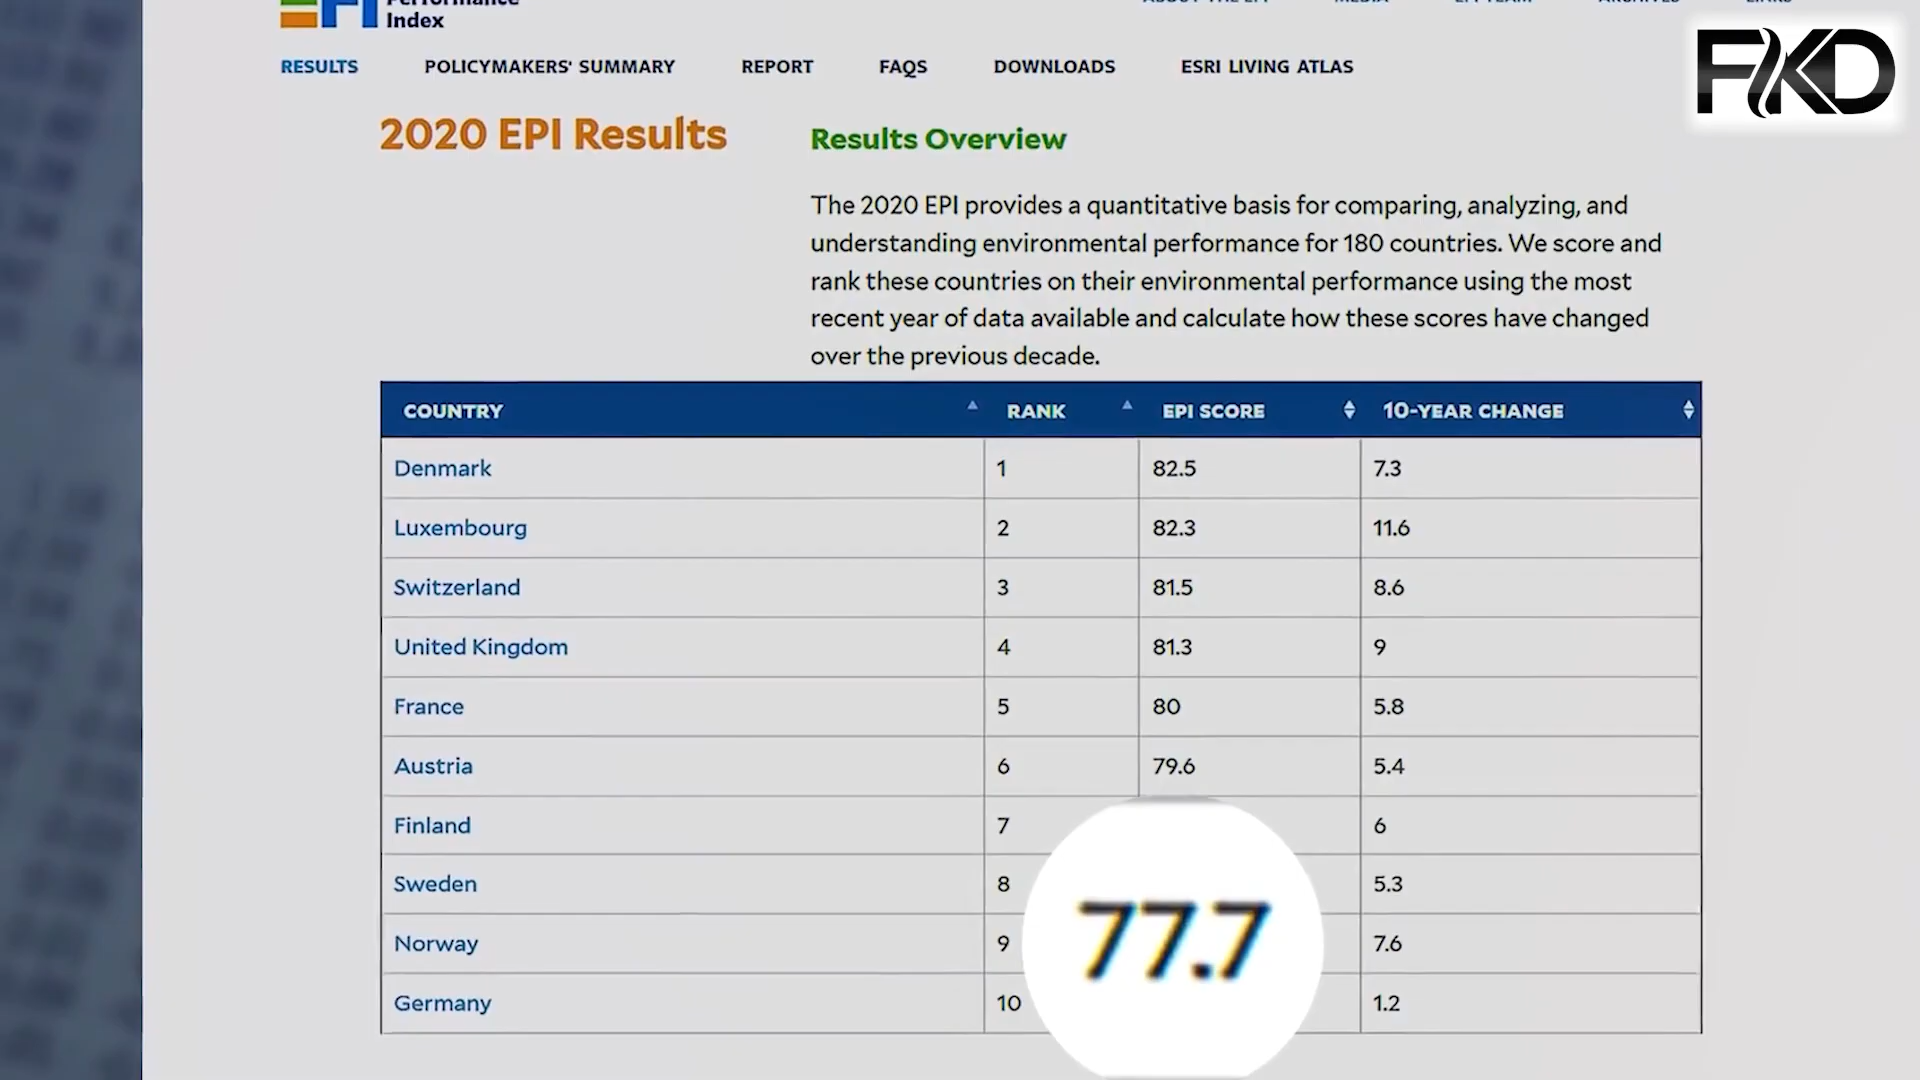 Index
FKD
RESULTS POLICYMAKERS' SUMMARY REPORT FAQS DOWNLOADS ESRI LIVING ATLAS
2020 EPI Results
Results Overview
The 2020 EPI provides a quantitative basis for comparing, analyzing, and
understanding environmental performance for 180 countries. We score and
rank these countries on their environmental performance using the most
recent year of data available and calculate how these scores have changed
over the previous decade.
COUNTRY RANK EPI SCORE 10-YEAR CHANGE
Denmark 1 82.5 7.3
Luxembourg 2 82.3 11.6
Switzerland 3 81.5 8.6
United Kingdom 4 81.3 9
France 5 80 5.8
Austria 6 79.6 5.4
Finland 7 6
Sweden 8 5.3
Norway 9 77.7 7.6
Germany 10 1.2